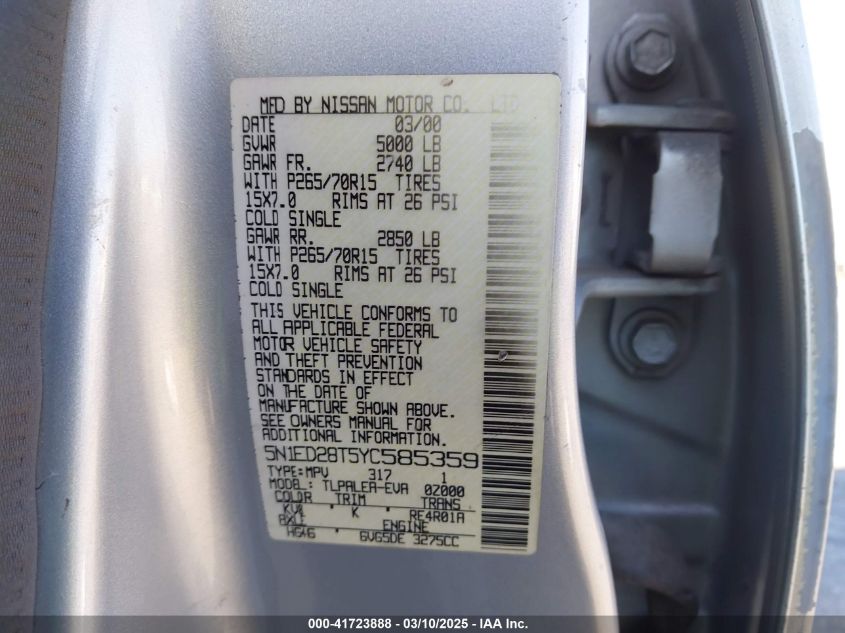 MFD BY NISSAN MOTOR CO. LTD
DATE 03/00
GVWR 5000 LB
GAWR FR. 2740 LB
WITH P265/70R15 TIRES
15X7.0 RIMS AT 26 PSI
COLD SINGLE
GAWR RR. 2850 LB
WITH P265/70R15 TIRES
15X7.0 RIMS AT 26 PSI
COLD SINGLE
THIS VEHICLE CONFORMS TO
ALL APPLICABLE FEDERAL
MOTOR VEHICLE SAFETY
AND THEFT PREVENTION
STANDARDS IN EFFECT
ON THE DATE OF
MANUFACTURE SHOWN ABOVE.
SEE OWNERS MANUAL FOR
ADDITIONAL INFORMATION.
5N1ED28T5YC585359
TYPE:MPV 317 1
MODEL: TLPALEA-EVA 0Z000
COLOR TRIM TRANS
KV0 K RE4R01A
AXLE ENGINE
HG46 6VG5DE 3275CC
000-41723888 — 03/10/2025 — IAA Inc.